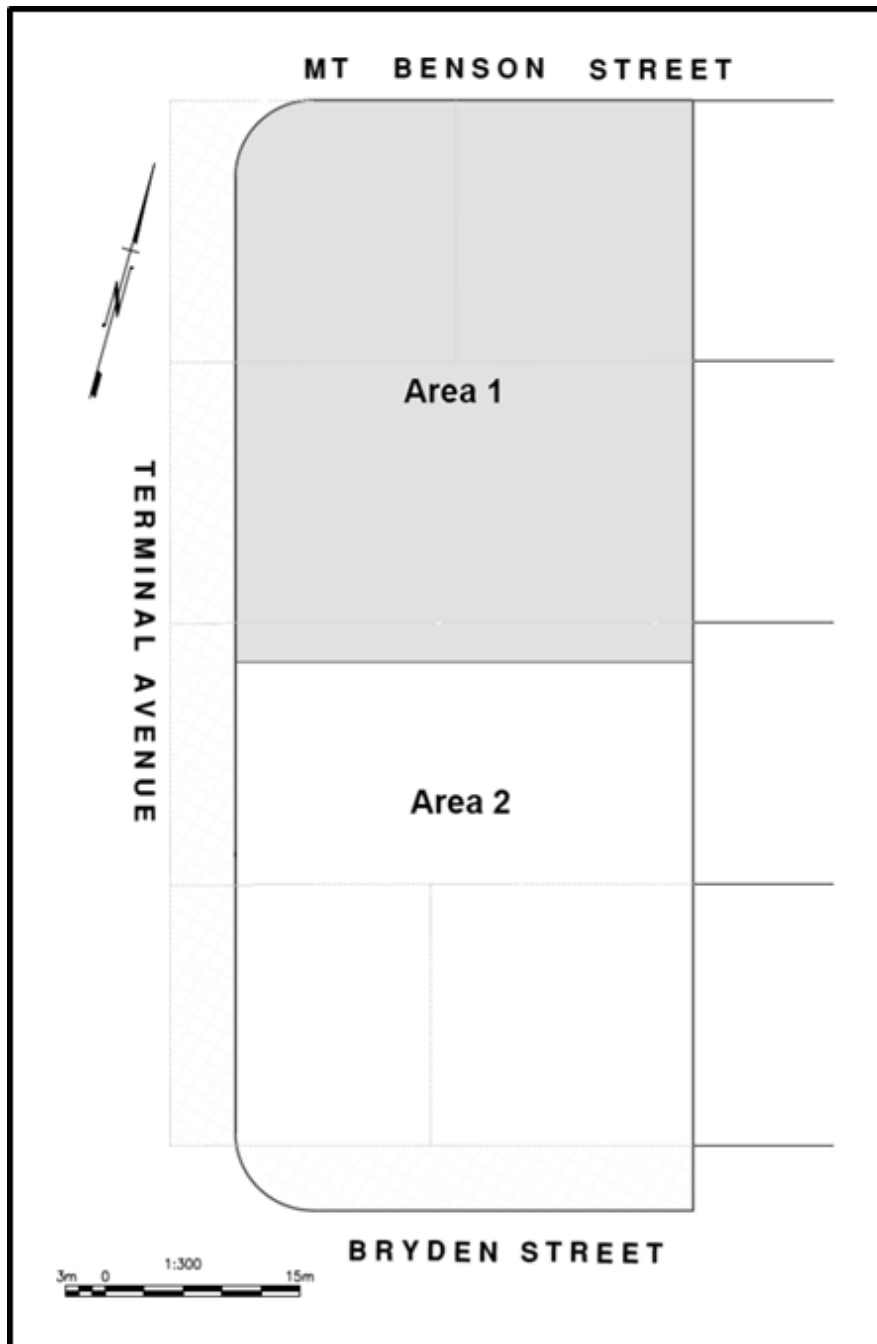 MT BENSON STREET
N
Area 1
TERMINAL AVENUE
Area 2
BRYDEN STREET
1:300
3m 0 15m